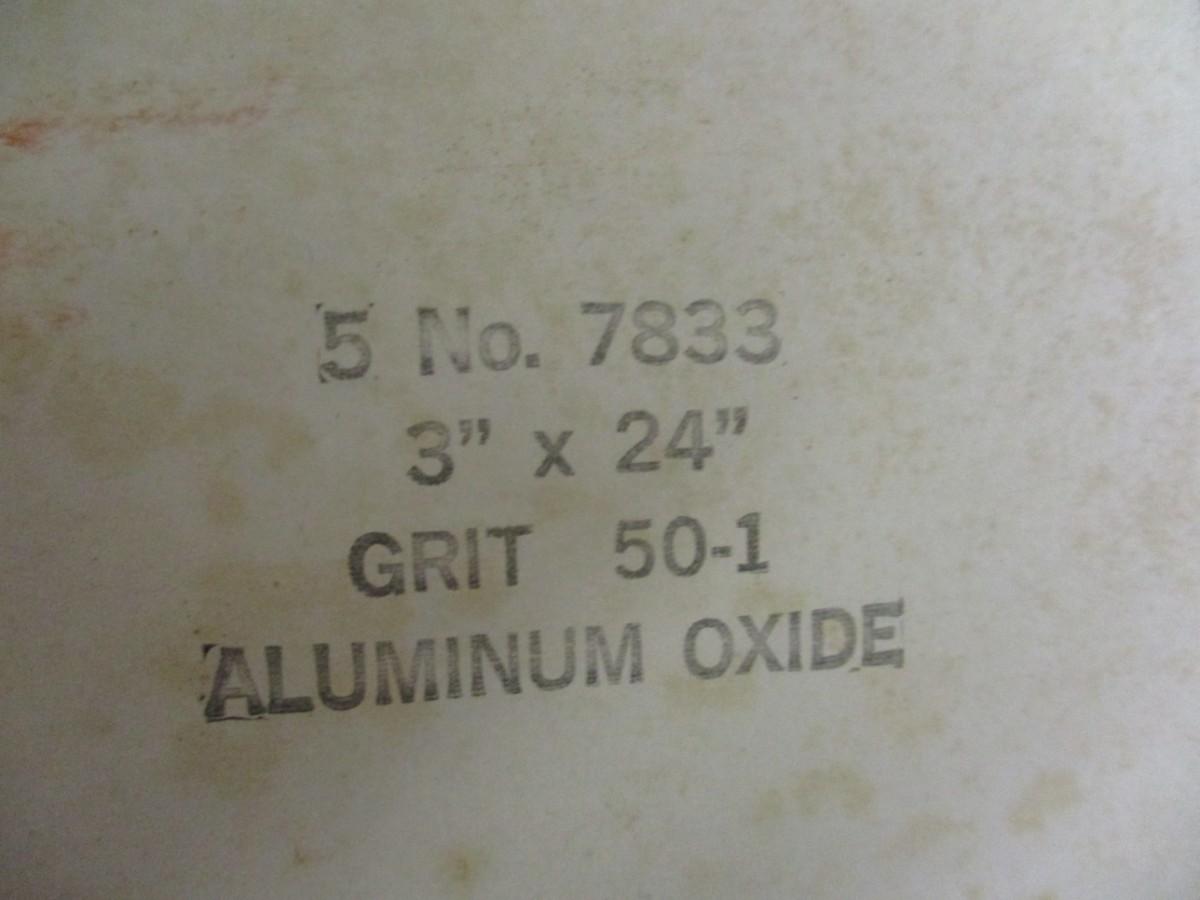 5 No. 7833
3” x 24”
GRIT 50-1
ALUMINUM OXIDE